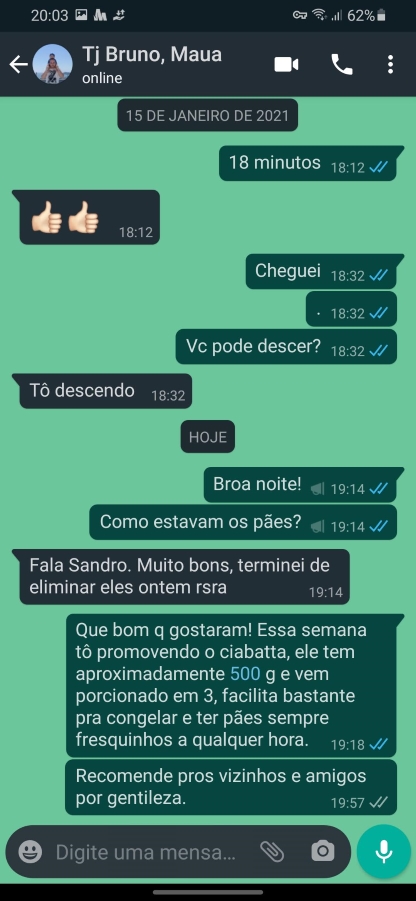 20:03
62%
Tj Bruno, Maua
online
15 DE JANEIRO DE 2021
18 minutos 18:12
👍🏻👍🏻 18:12
Cheguei 18:32
. 18:32
Vc pode descer? 18:32
Tô descendo 18:32
HOJE
Broa noite! 19:14
Como estavam os pães? 19:14
Fala Sandro. Muito bons, terminei de
eliminar eles ontem rsra 19:14
Que bom q gostaram! Essa semana
tô promovendo o ciabatta, ele tem
aproximadamente 500 g e vem
porcionado em 3, facilita bastante
pra congelar e ter pães sempre
fresquinhos a qualquer hora. 19:18
Recomende pros vizinhos e amigos
por gentileza. 19:57
Digite uma mensa...